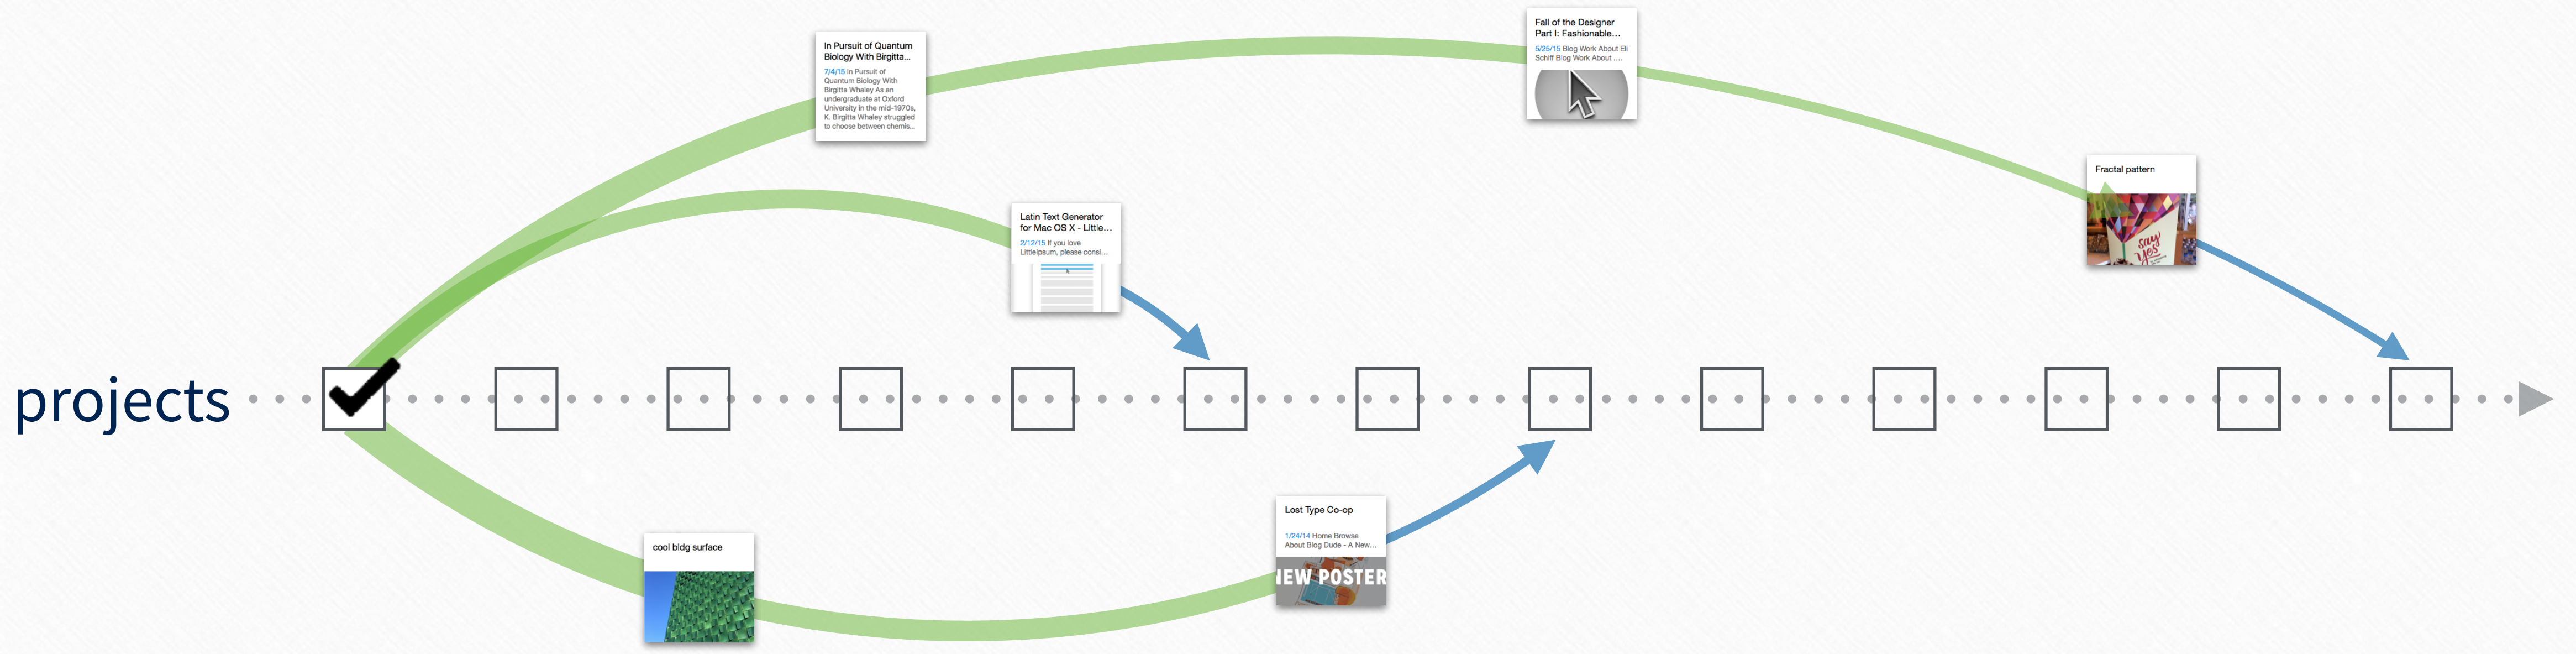 In Pursuit of Quantum
Biology With Birgitta...
7/4/15 In Pursuit of
Quantum Biology With
Birgitta Whaley As an
undergraduate at Oxford
University in the mid-1970s,
K. Birgitta Whaley struggled
to choose between chemis...
Fall of the Designer
Part I: Fashionable...
5/25/15 Blog Work About Eli
Schiff Blog Work About ....
Fractal pattern
say
yes
Latin Text Generator
for Mac OS X - Little...
2/12/15 If you love
LittleIpsum, please consi...
projects
cool bldg surface
Lost Type Co-op
1/24/14 Home Browse
About Blog Dude - A New...
NEW POSTER